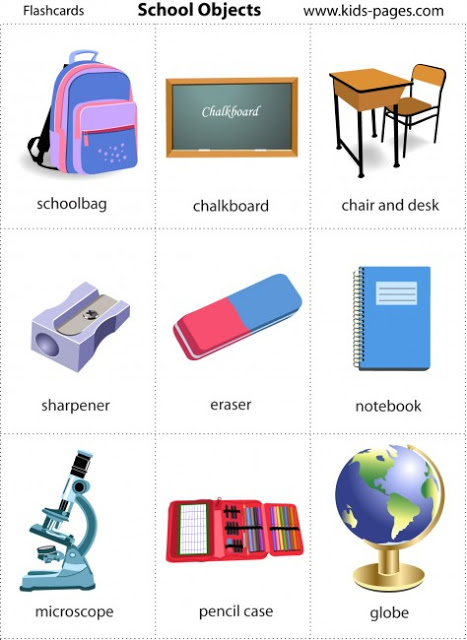 Flashcards School Objects www.kids-pages.com
Chalkboard
schoolbag chalkboard chair and desk
sharpener eraser notebook
microscope pencil case globe